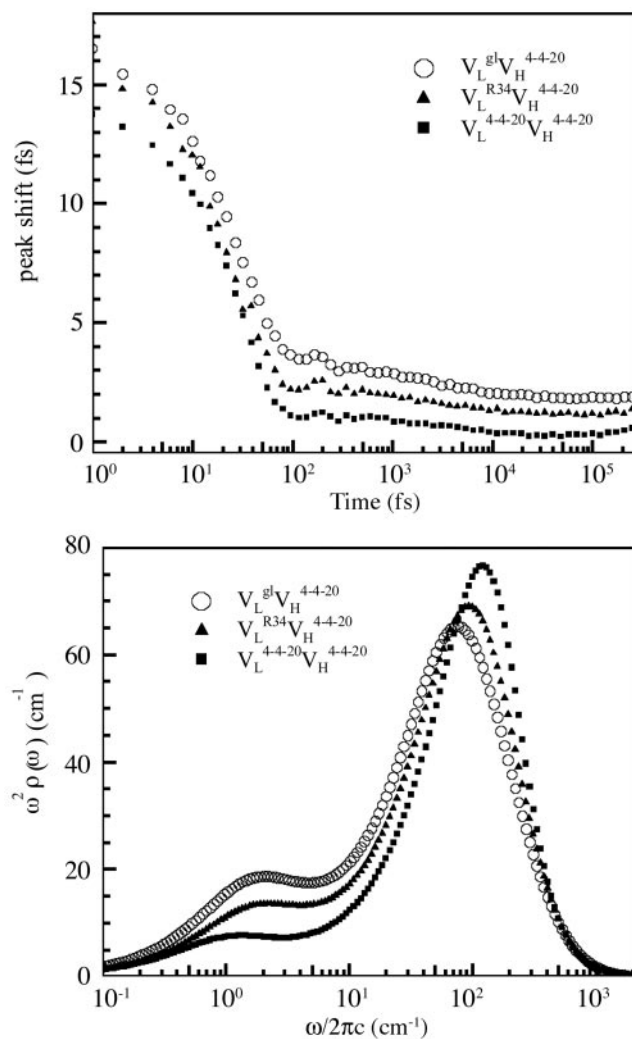 15
10
5
0
peak shift (fs)
V_L^gl V_H^4-4-20
V_L^R34 V_H^4-4-20
V_L^4-4-20 V_H^4-4-20
10^0 10^1 10^2 10^3 10^4 10^5
Time (fs)
80
60
40
20
0
ω^2 ρ(ω) (cm^-1)
V_L^gl V_H^4-4-20
V_L^R34 V_H^4-4-20
V_L^4-4-20 V_H^4-4-20
10^-1 10^0 10^1 10^2 10^3
ω/2πc (cm^-1)